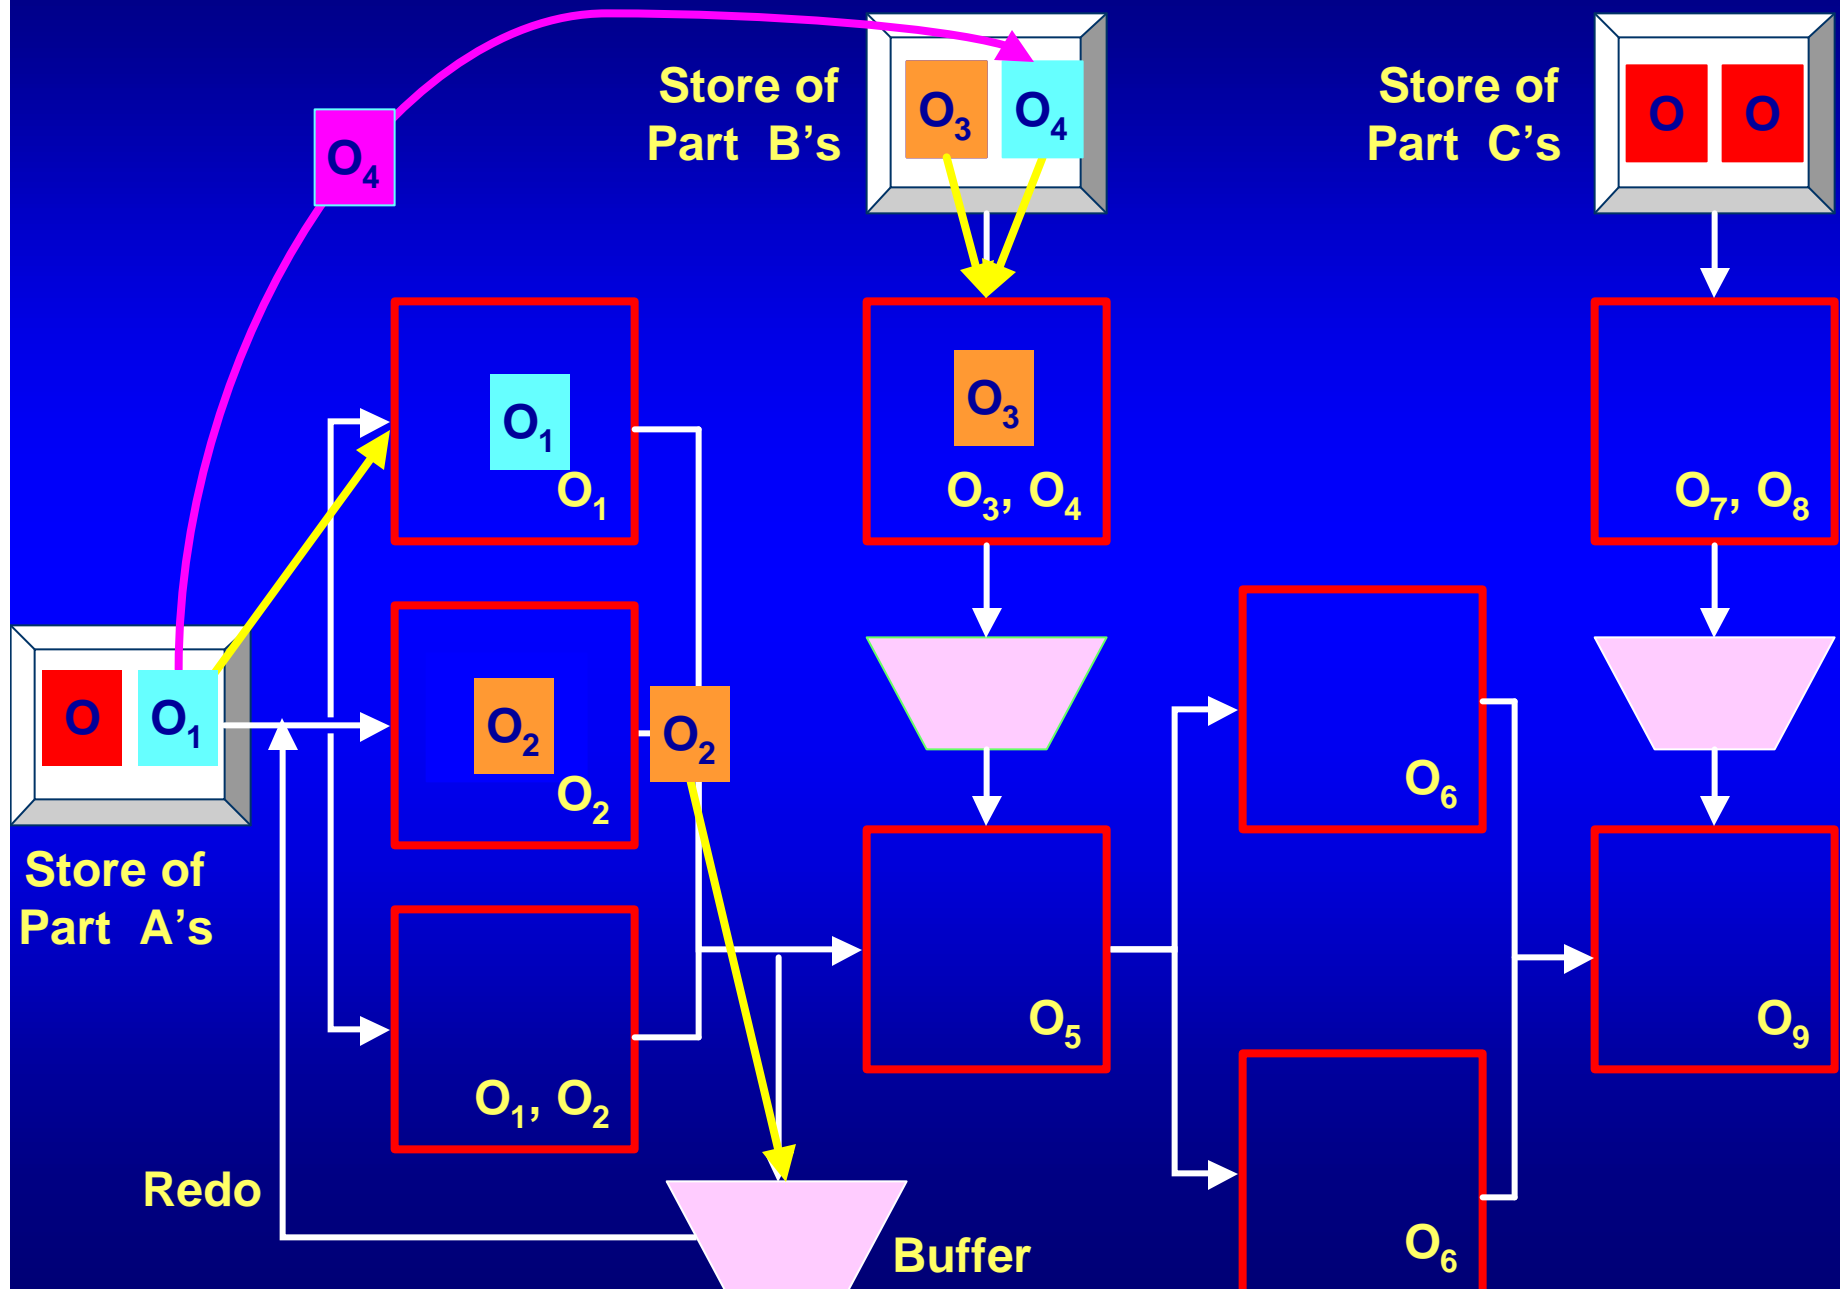 Store of
Part B's
O3
O4
Store of
Part C's
O
O
O4
O1
O1
O3
O3, O4
O7, O8
O
O1
O2
O2
O2
O6
Store of
Part A's
O1, O2
O5
O9
Redo
Buffer
O6